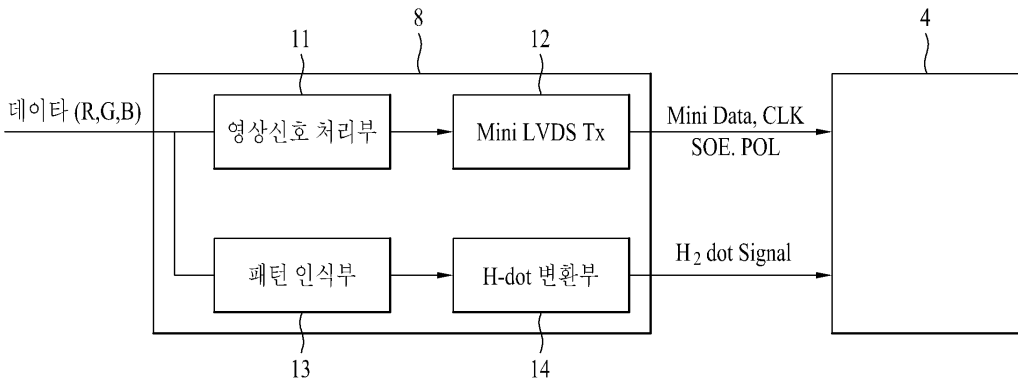 11
8
12
4
데이타 (R,G,B)
영상신호 처리부
Mini LVDS Tx
Mini Data, CLK
SOE. POL
패턴 인식부
H-dot 변환부
H2 dot Signal
13
14